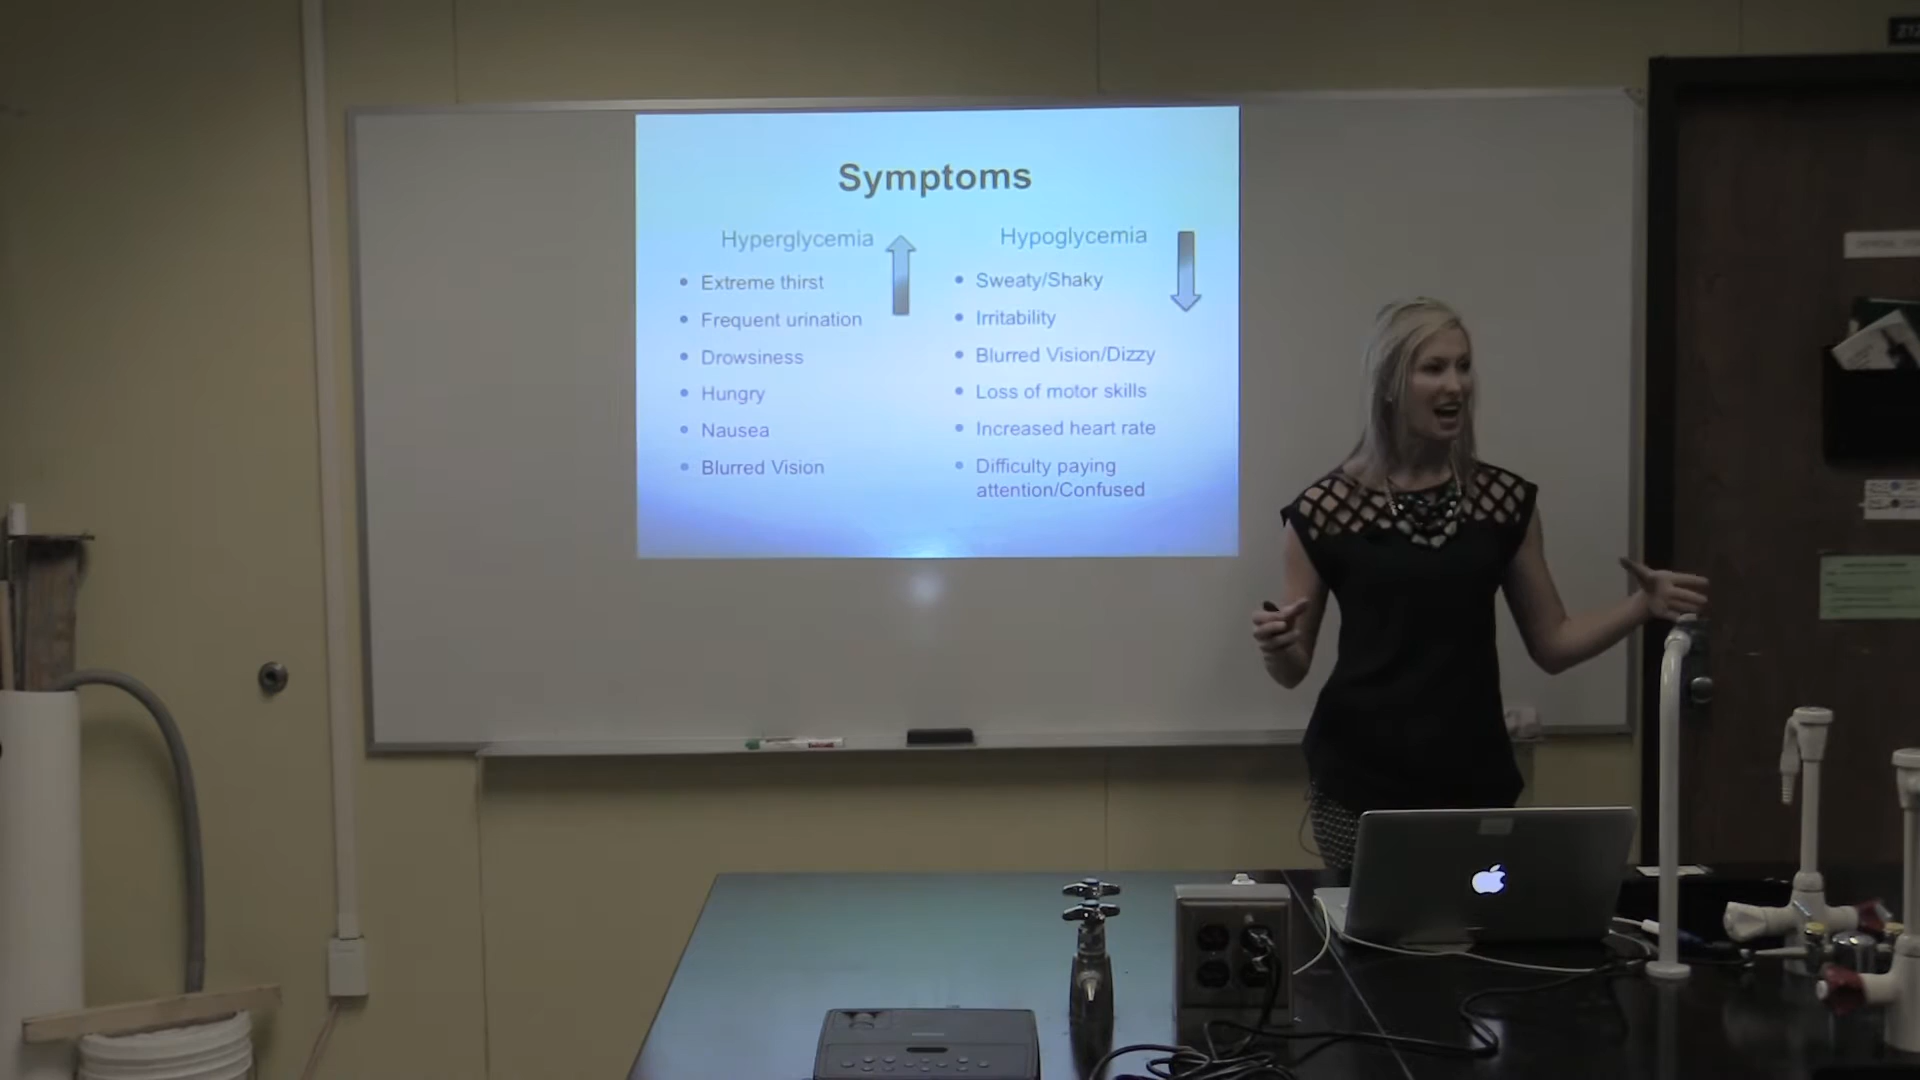 Symptoms
Hyperglycemia
Extreme thirst
Frequent urination
Drowsiness
Hungry
Nausea
Blurred Vision
Hypoglycemia
Sweaty/Shaky
Irritability
Blurred Vision/Dizzy
Loss of motor skills
Increased heart rate
Difficulty paying
attention/Confused